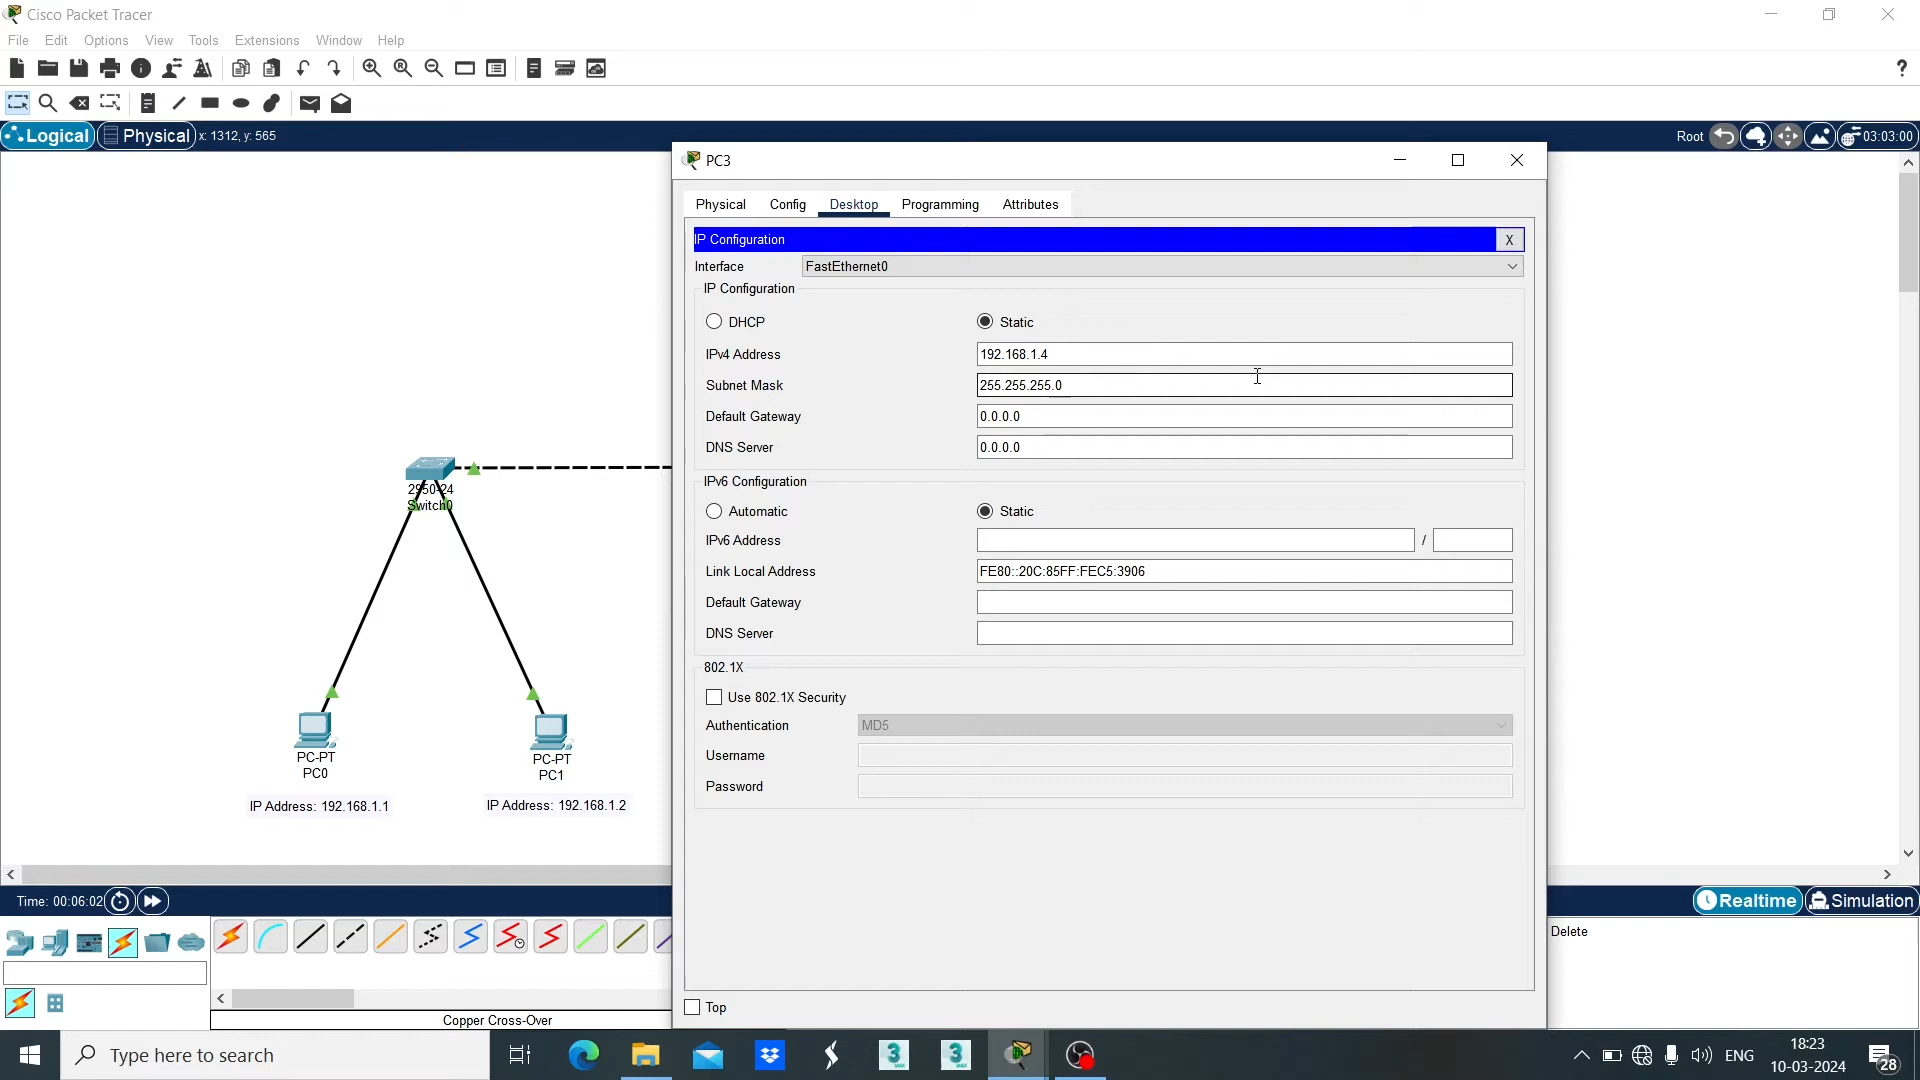 Cisco Packet Tracer
File Edit Options View Tools Extensions Window Help
?
Logical Physical x: 1312, y: 565
Root 03:03:00
PC3
Physical Config Desktop Programming Attributes
IP Configuration X
Interface FastEthernet0
IP Configuration
DHCP Static
IPv4 Address 192.168.1.4
Subnet Mask 255.255.255.0
Default Gateway 0.0.0.0
DNS Server 0.0.0.0
IPv6 Configuration
Automatic Static
IPv6 Address /
Link Local Address FE80::20C:85FF:FEC5:3906
Default Gateway
DNS Server
802.1X
Use 802.1X Security
Authentication MD5
Username
Password
Top
2950-24
Switch0
PC-PT
PC0
IP Address: 192.168.1.1
PC-PT
PC1
IP Address: 192.168.1.2
Time: 00:06:02
Realtime Simulation
Delete
Copper Cross-Over
Type here to search
3
MAX
3
MAX
ENG
18:23
10-03-2024
28